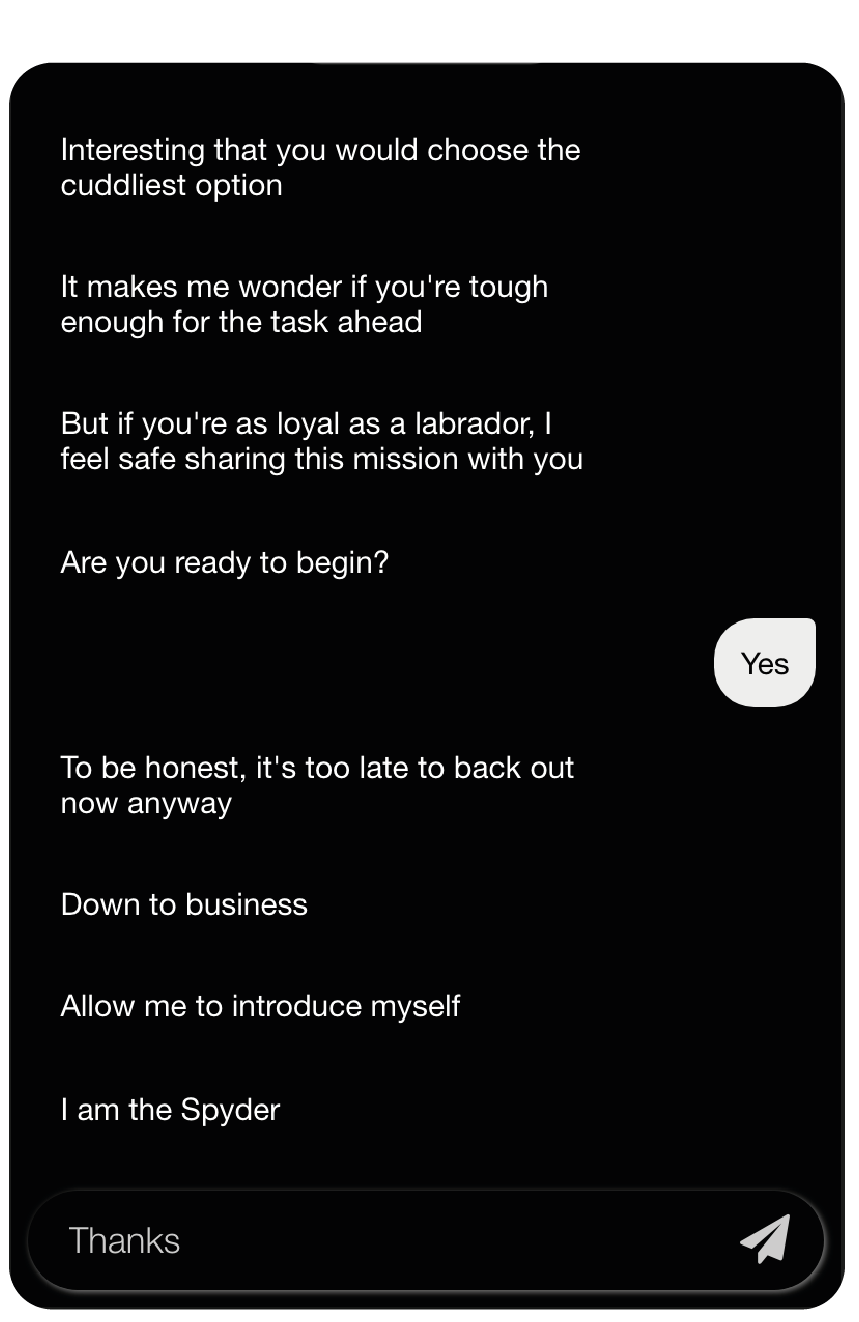 Interesting that you would choose the
cuddliest option
It makes me wonder if you're tough
enough for the task ahead
But if you're as loyal as a labrador, I
feel safe sharing this mission with you
Are you ready to begin?
Yes
To be honest, it's too late to back out
now anyway
Down to business
Allow me to introduce myself
I am the Spyder
Thanks